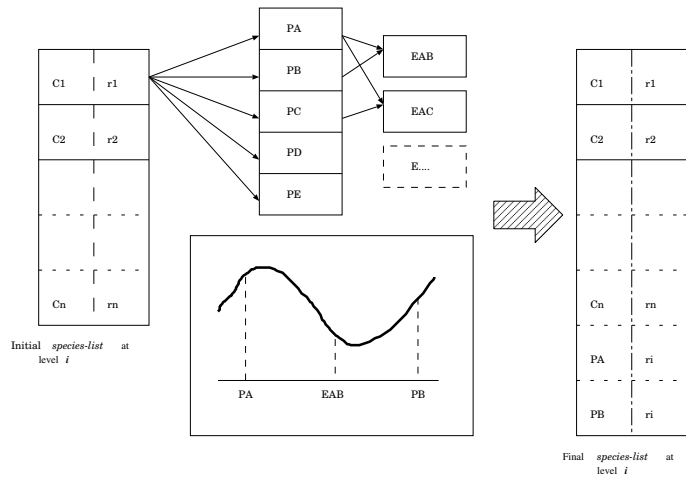 C1 r1
C2 r2
Cn rn
Initial species-list at
level i
PA
PB
PC
PD
PE
EAB
EAC
E....
PA EAB PB
C1 r1
C2 r2
Cn rn
PA ri
PB ri
Final species-list at
level i